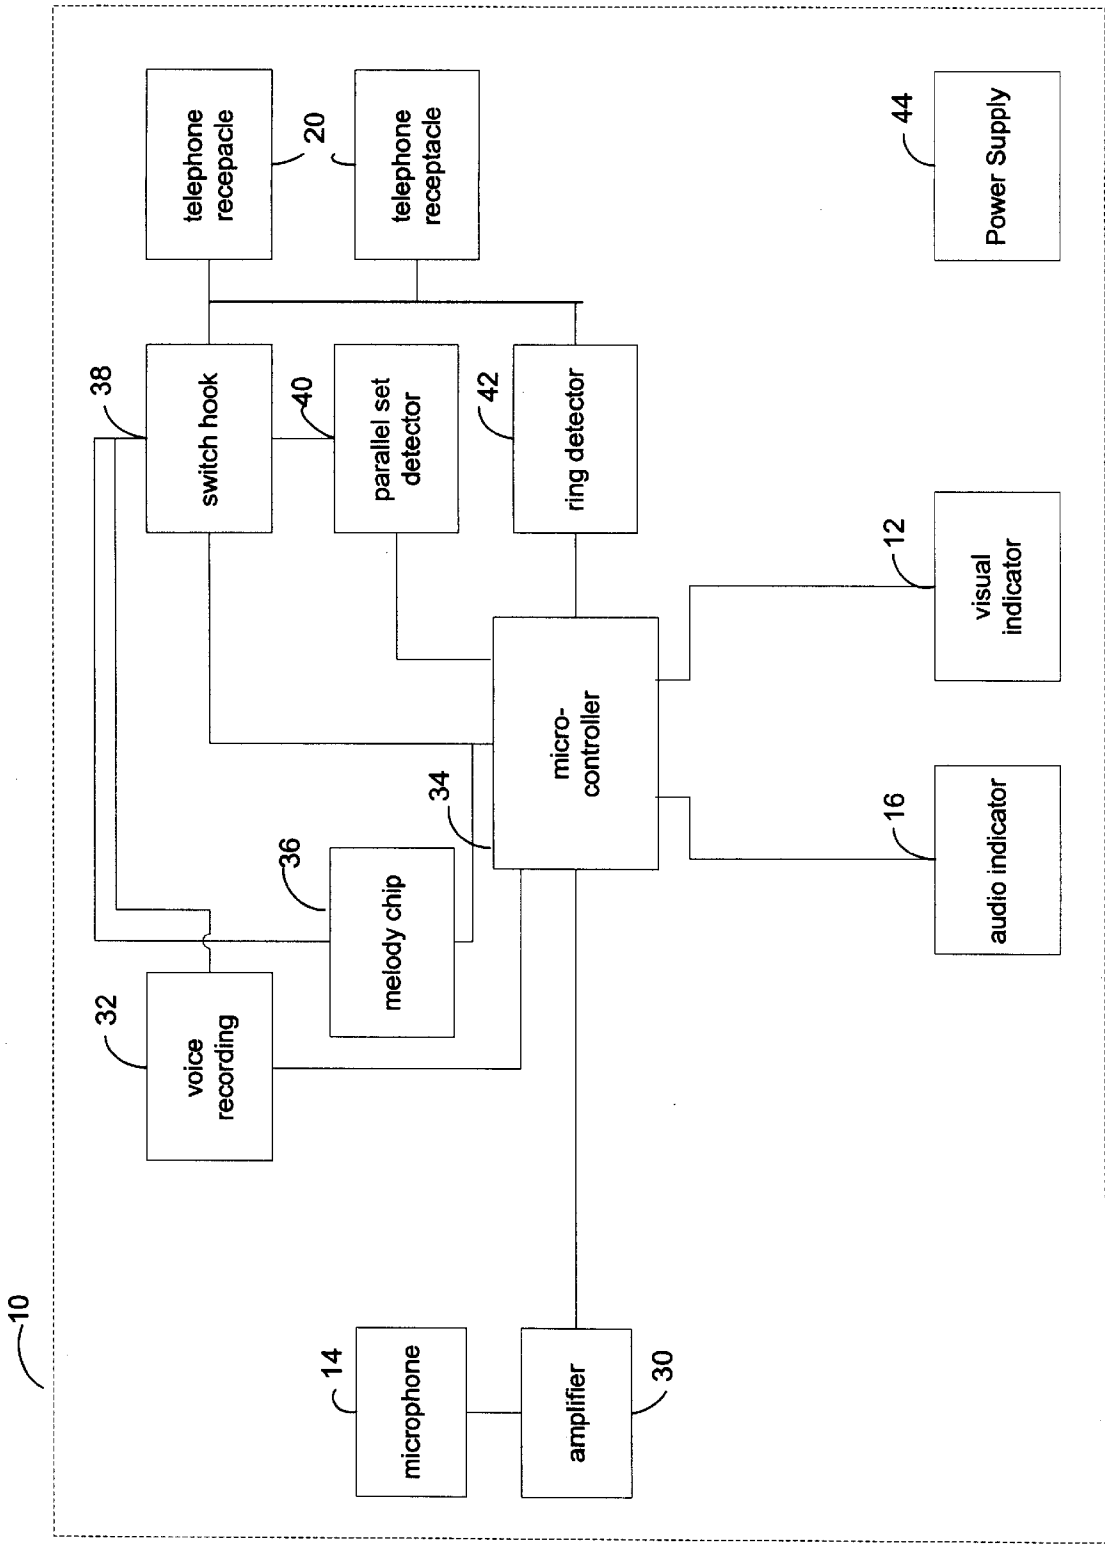 10
32
voice
recording
36
melody chip
34
micro-
controller
38
switch hook
40
parallel set
detector
42
ring detector
telephone
recepacle
20
telephone
receptacle
14
microphone
amplifier
30
16
audio indicator
12
visual
indicator
44
Power Supply